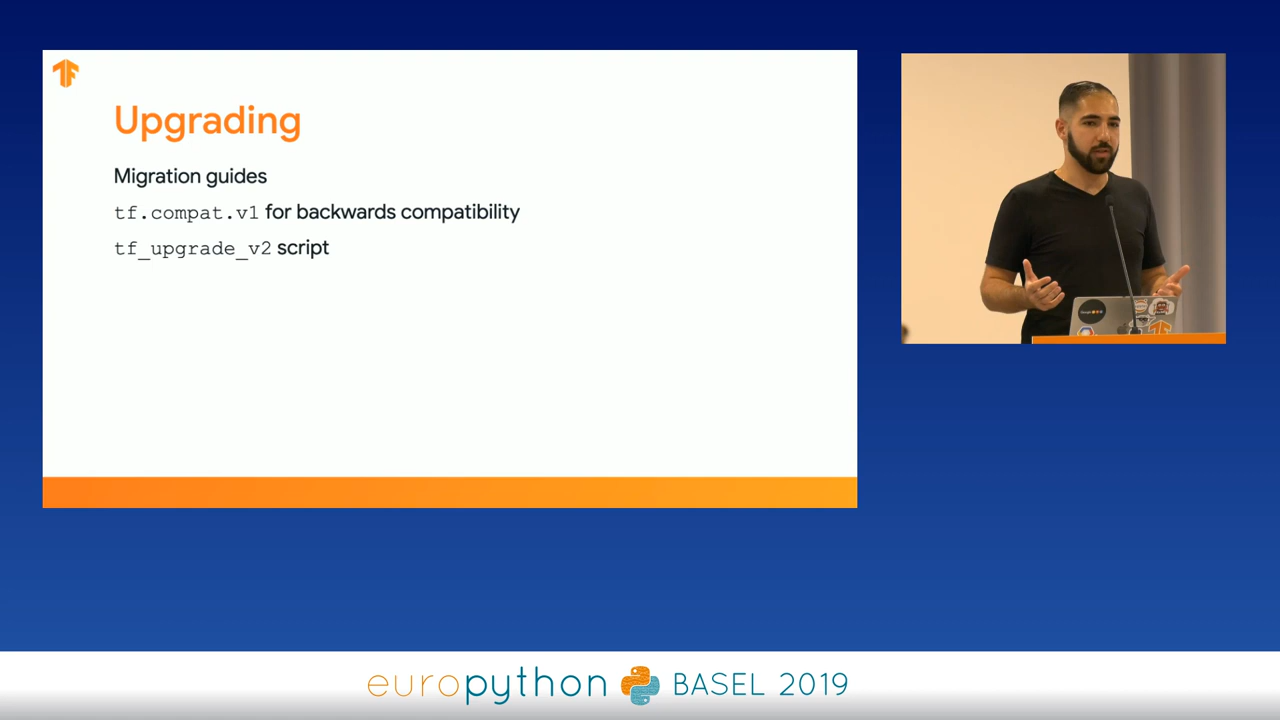 Upgrading
Migration guides
tf.compat.v1 for backwards compatibility
tf_upgrade_v2 script
europython BASEL 2019